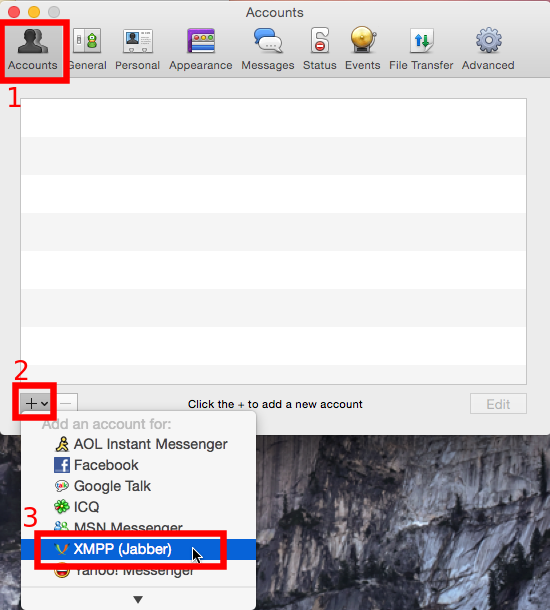 Accounts
Accounts General Personal Appearance Messages Status Events File Transfer Advanced
1
2
Click the + to add a new account
Edit
Add an account for:
AOL Instant Messenger
Facebook
Google Talk
ICQ
MSN Messenger
3
XMPP (Jabber)
Yahoo! Messenger